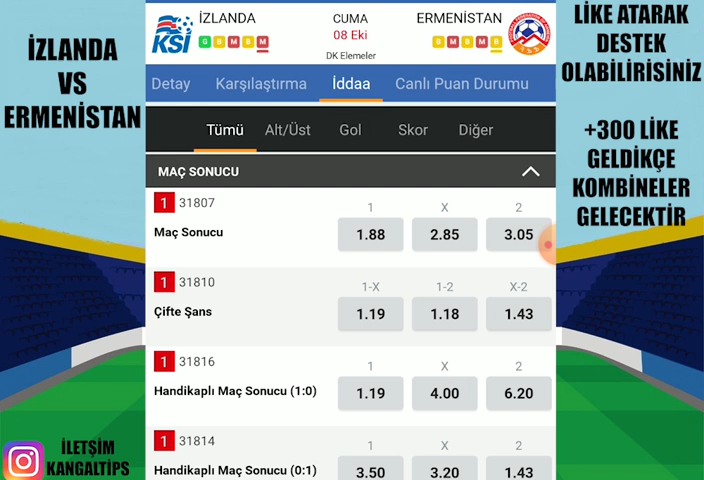 İZLANDA
VS
ERMENİSTAN
KSÍ
İZLANDA
G B M B M
CUMA
08 Eki
DK Elemeler
ERMENİSTAN
B M B M B
LİKE ATARAK
DESTEK
OLABİLİRİSİNİZ
+300 LİKE
GELDİKÇE
KOMBİNELER
GELECEKTİR
Detay Karşılaştırma İddaa Canlı Puan Durumu
Tümü Alt/Üst Gol Skor Diğer
MAÇ SONUCU
1 31807
Maç Sonucu
1 X 2
1.88 2.85 3.05
1 31810
Çifte Şans
1-X 1-2 X-2
1.19 1.18 1.43
1 31816
Handikaplı Maç Sonucu (1:0)
1 X 2
1.19 4.00 6.20
1 31814
Handikaplı Maç Sonucu (0:1)
1 X 2
3.50 3.20 1.43
İLETŞİM
KANGALTİPS